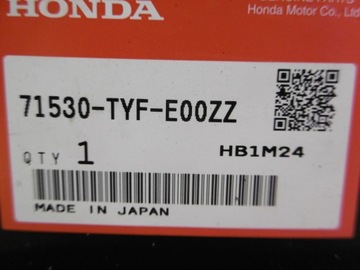 HONDA
Honda Motor Co., Ltd
71530-TYF-E00ZZ
QTY 1
HB1M24
MADE IN JAPAN